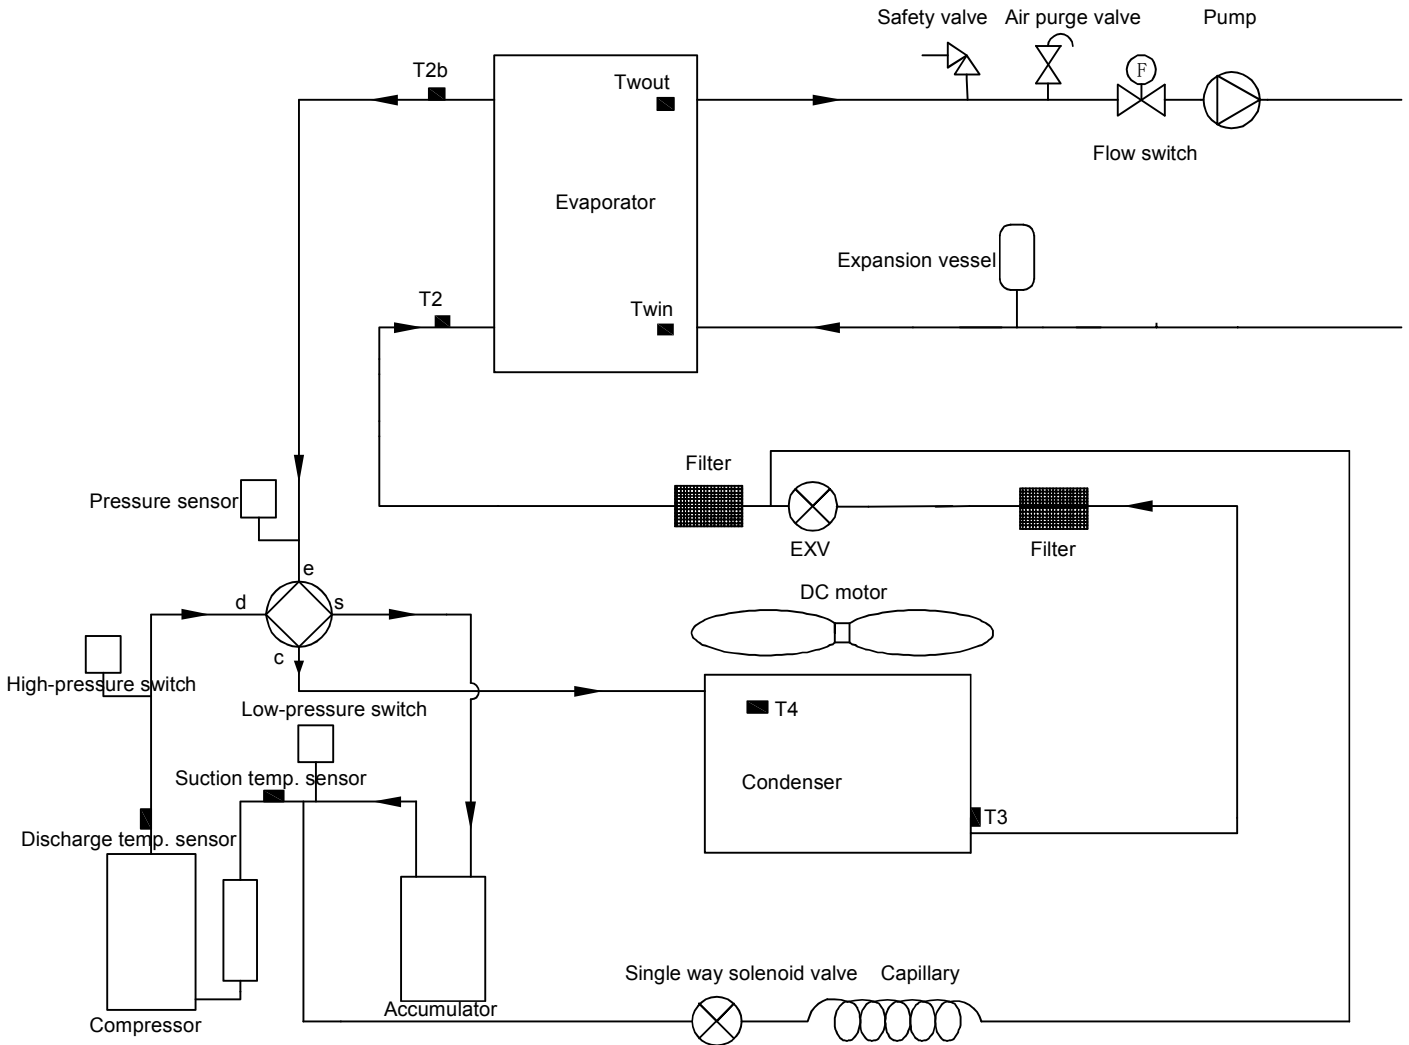 Safety valve
Air purge valve
Pump
T2b
Twout
F
Flow switch
Evaporator
Expansion vessel
T2
Twin
Filter
Pressure sensor
EXV
Filter
e
DC motor
d
s
c
High-pressure switch
Low-pressure switch
T4
Suction temp. sensor
Condenser
T3
Discharge temp. sensor
Single way solenoid valve
Capillary
Accumulator
Compressor